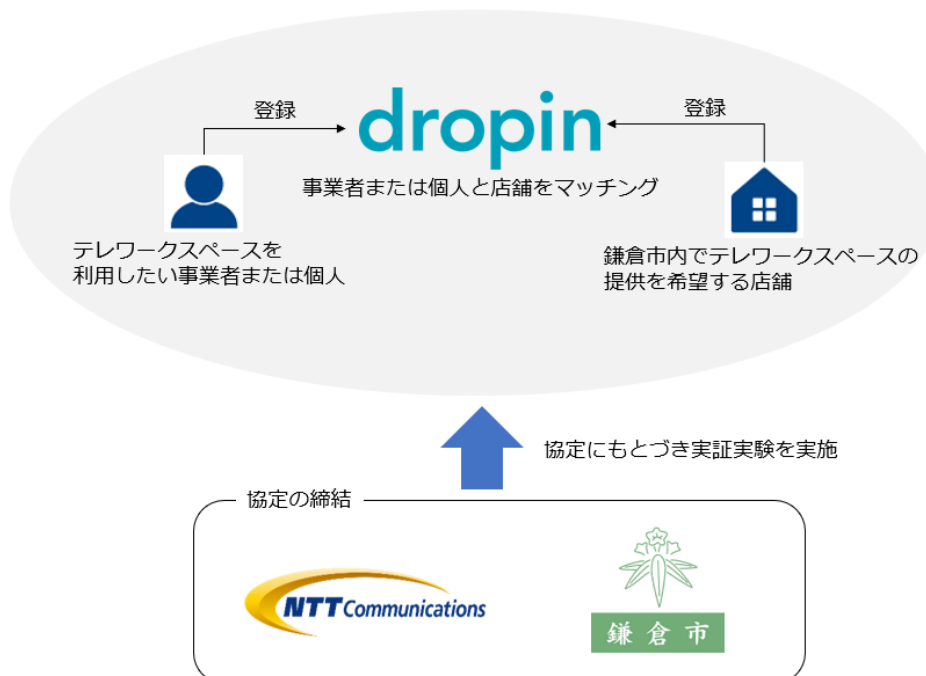 登録
dropin
登録
事業者または個人と店舗をマッチング
テレワークスペースを
利用したい事業者または個人
鎌倉市内でテレワークスペースの
提供を希望する店舗
協定にもとづき実証実験を実施
協定の締結
NTT Communications
鎌倉市